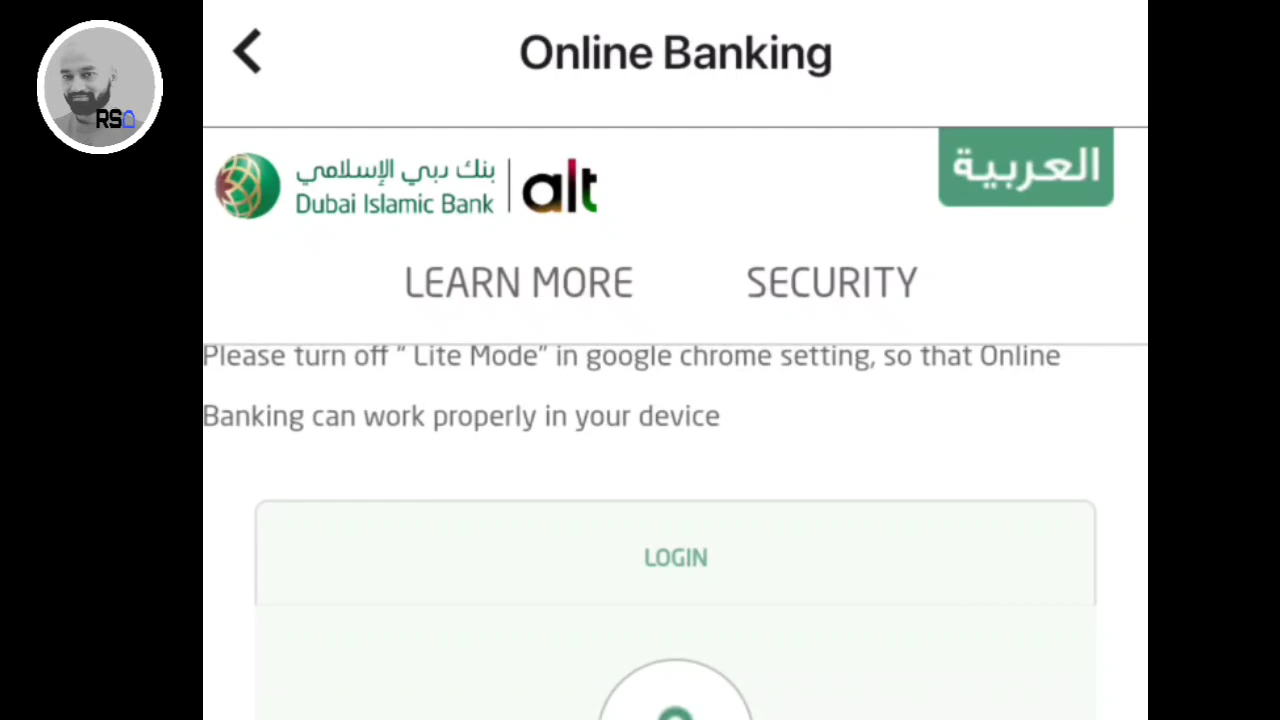 Online Banking
RS
بنك دبي الإسلامي
Dubai Islamic Bank
alt
العربية
LEARN MORE
SECURITY
Please turn off “ Lite Mode” in google chrome setting, so that Online
Banking can work properly in your device
LOGIN